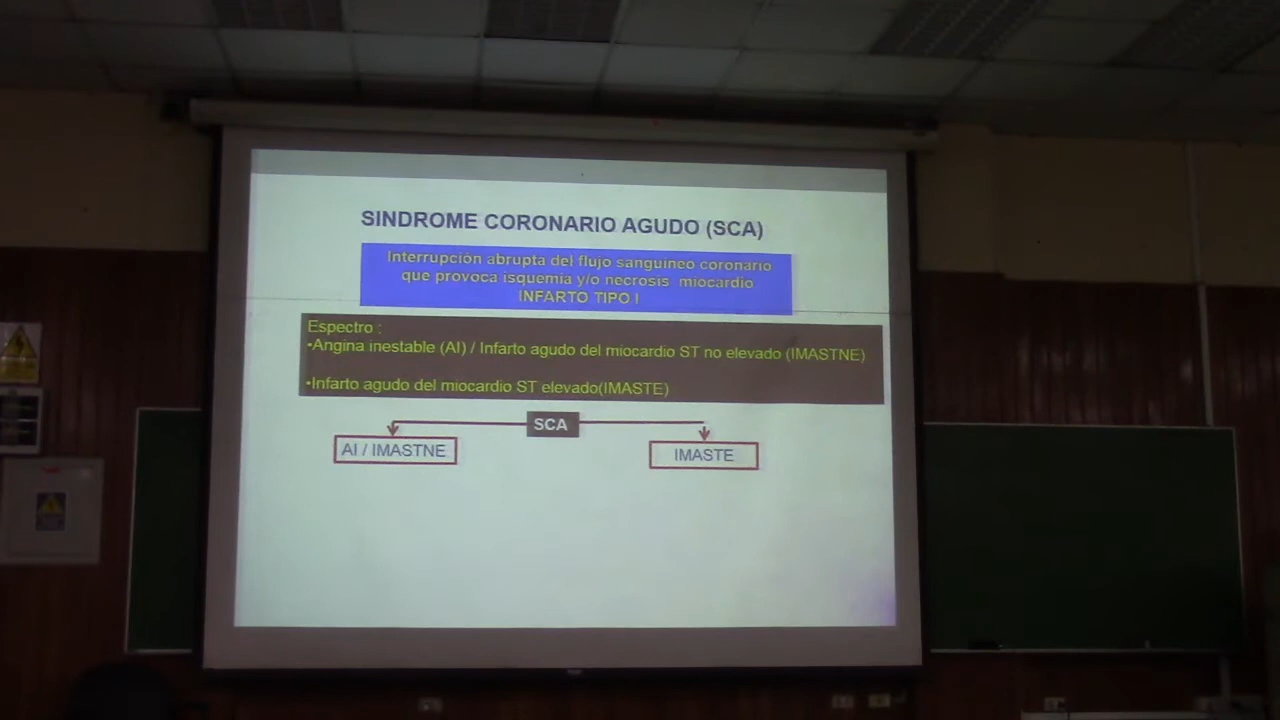 SINDROME CORONARIO AGUDO (SCA)
Interrupción abrupta del flujo sanguíneo coronario
que provoca isquemia y/o necrosis miocardio
INFARTO TIPO I
Espectro :
•Angina inestable (AI) / Infarto agudo del miocardio ST no elevado (IMASTNE)
•Infarto agudo del miocardio ST elevado(IMASTE)
SCA
AI / IMASTNE
IMASTE